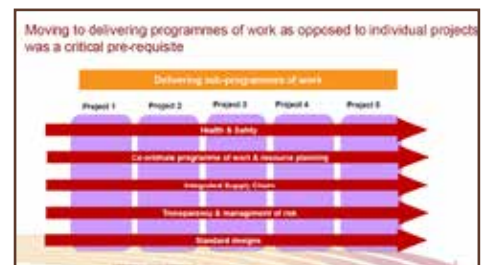 Moving to delivering programmes of work as opposed to individual projects
was a critical pre-requisite
Delivering sub-programmes of work
Project 1 Project 2 Project 3 Project 4 Project 5
Health & Safety
Co-ordinate programme of work & resource planning
Integrated Supply Chain
Transparency & management of risk
Standard designs